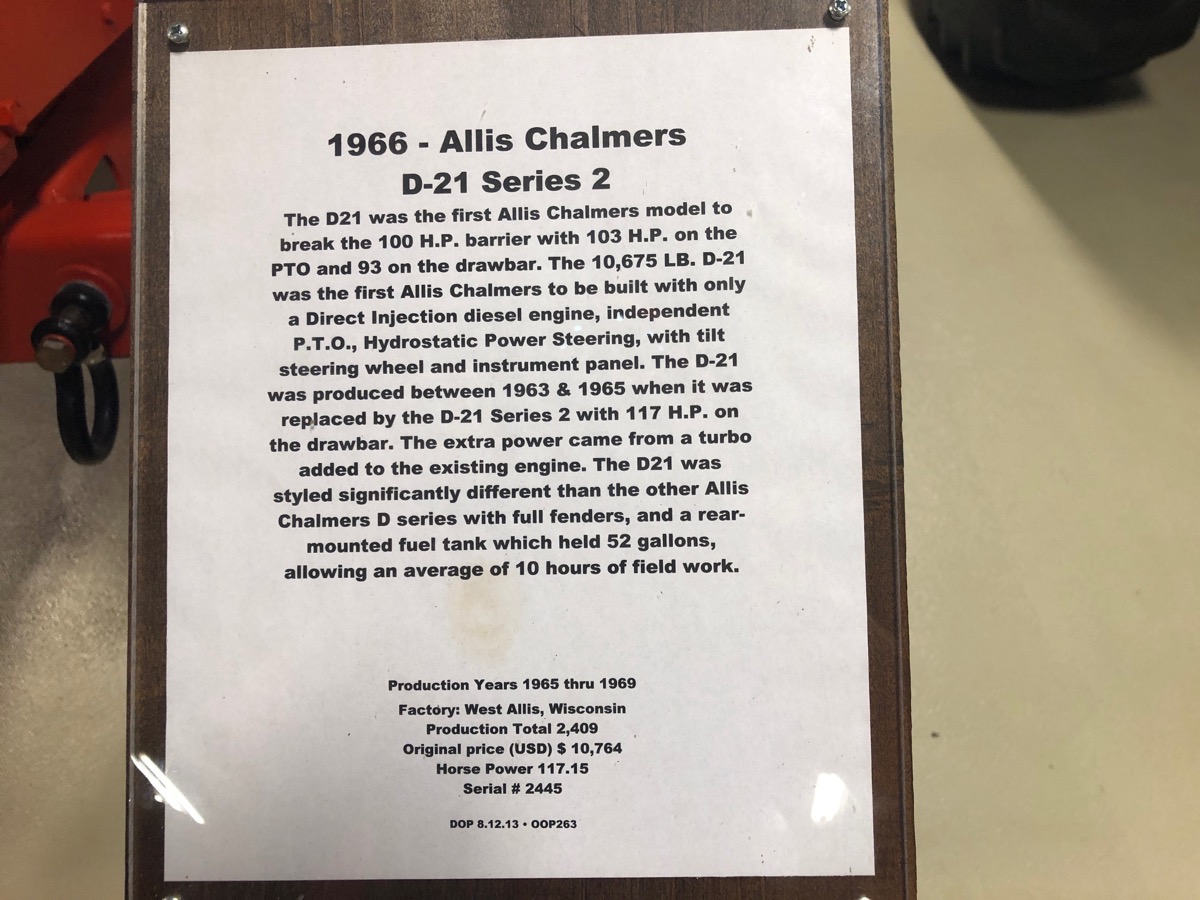 1966 - Allis Chalmers
D-21 Series 2
The D21 was the first Allis Chalmers model to
break the 100 H.P. barrier with 103 H.P. on the
PTO and 93 on the drawbar. The 10,675 LB. D-21
was the first Allis Chalmers to be built with only
a Direct Injection diesel engine, independent
P.T.O., Hydrostatic Power Steering, with tilt
steering wheel and instrument panel. The D-21
was produced between 1963 & 1965 when it was
replaced by the D-21 Series 2 with 117 H.P. on
the drawbar. The extra power came from a turbo
added to the existing engine. The D21 was
styled significantly different than the other Allis
Chalmers D series with full fenders, and a rear-
mounted fuel tank which held 52 gallons,
allowing an average of 10 hours of field work.
Production Years 1965 thru 1969
Factory: West Allis, Wisconsin
Production Total 2,409
Original price (USD) $ 10,764
Horse Power 117.15
Serial # 2445
DOP 8.12.13 • OOP263